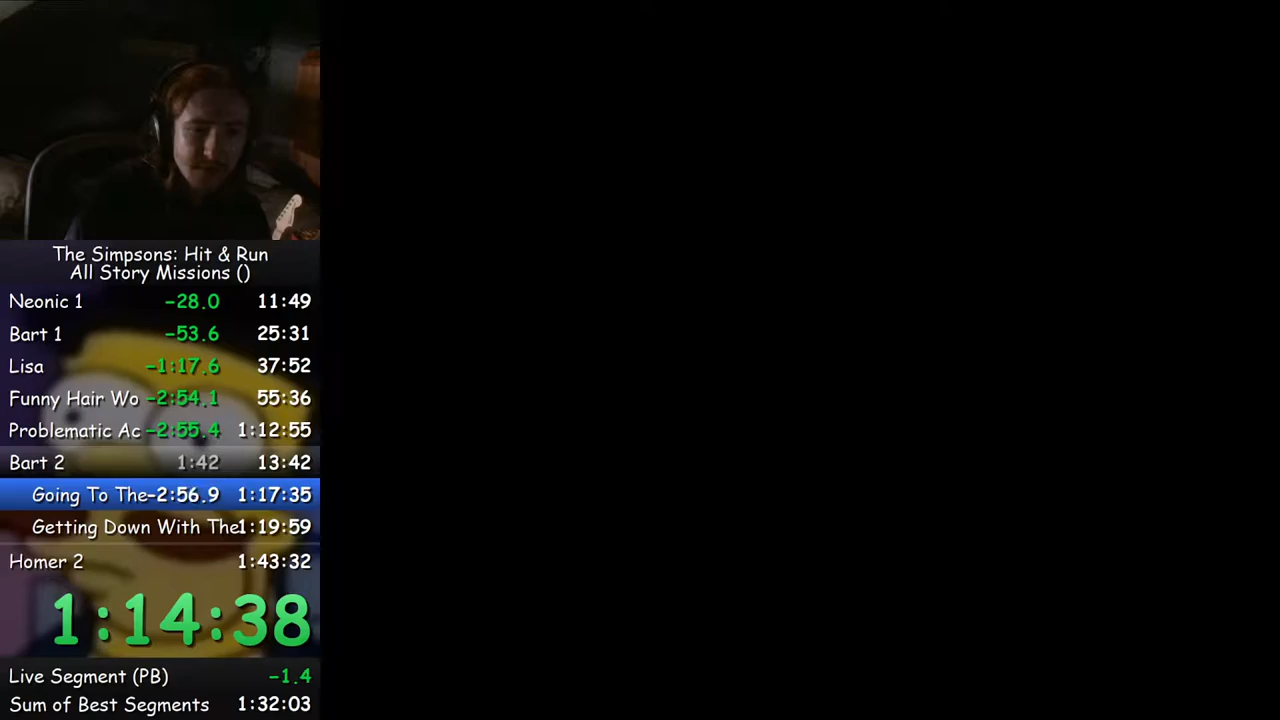 The Simpsons: Hit & Run
All Story Missions ()
Neonic 1 -28.0 11:49
Bart 1 -53.6 25:31
Lisa -1:17.6 37:52
Funny Hair Wo -2:54.1 55:36
Problematic Ac -2:55.4 1:12:55
Bart 2 1:42 13:42
Going To The -2:56.9 1:17:35
Getting Down With The 1:19:59
Homer 2 1:43:32
1:14:38
Live Segment (PB) -1.4
Sum of Best Segments 1:32:03